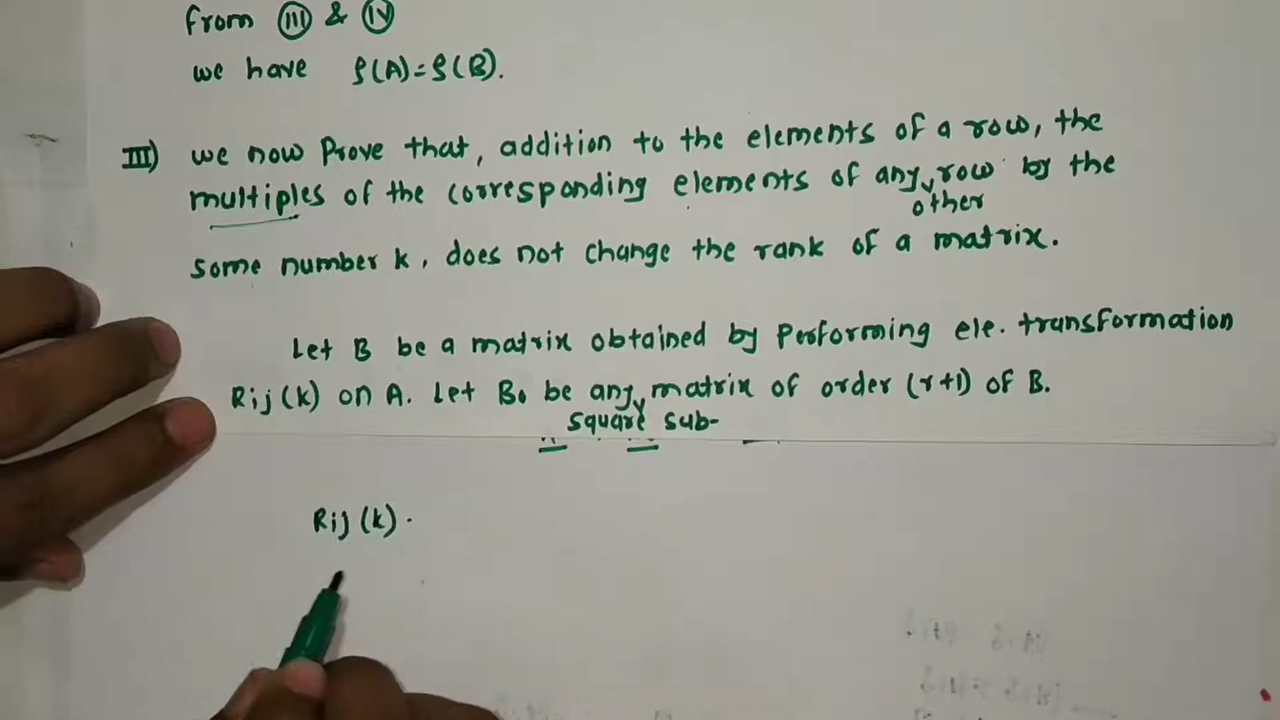 from III & IV
we have ρ(A)=ρ(B).
III) we now prove that, addition to the elements of a row, the
multiples of the corresponding elements of any other row by the
some number k, does not change the rank of a matrix.
Let B be a matrix obtained by performing ele. transformation
Rij(k) on A. Let B0 be any square sub-matrix of order (r+1) of B.
Rij(k).